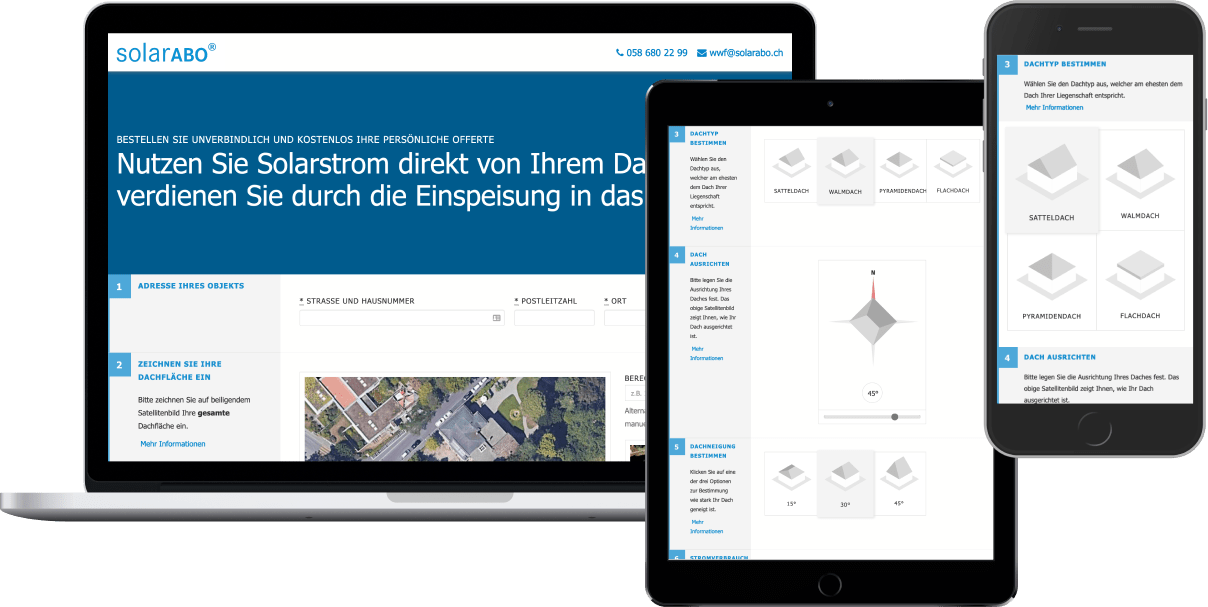 solarABO®
058 680 22 99 wwf@solarabo.ch
BESTELLEN SIE UNVERBINDLICH UND KOSTENLOS IHRE PERSÖNLICHE OFFERTE
Nutzen Sie Solarstrom direkt von Ihrem Da
verdienen Sie durch die Einspeisung in das
1 ADRESSE IHRES OBJEKTS
* STRASSE UND HAUSNUMMER * POSTLEITZAHL * ORT
2 ZEICHNEN SIE IHRE
DACHFLÄCHE EIN
Bitte zeichnen Sie auf beiligendem
Satellitenbild Ihre gesamte
Dachfläche ein.
Mehr Informationen
BERE
z.B.
Altern
manue
3 DACHTYP
BESTIMMEN
Wählen Sie den
Dachtyp aus,
welcher am ehesten
dem Dach Ihrer
Liegenschaft
entspricht.
Mehr
Informationen
SATTELDACH WALMDACH PYRAMIDENDACH FLACHDACH
4 DACH
AUSRICHTEN
Bitte legen Sie die
Ausrichtung Ihres
Daches fest. Das
obige Satellitenbild
zeigt Ihnen, wie Ihr
Dach ausgerichtet
ist.
Mehr
Informationen
N
45°
5 DACHNEIGUNG
BESTIMMEN
Klicken Sie auf eine
der drei Optionen
zur Bestimmung
wie stark Ihr Dach
geneigt ist.
Mehr
Informationen
15° 30° 45°
6 STROMVERBRAUCH
3 DACHTYP BESTIMMEN
Wählen Sie den Dachtyp aus, welcher am ehesten dem
Dach Ihrer Liegenschaft entspricht.
Mehr Informationen
SATTELDACH WALMDACH
PYRAMIDENDACH FLACHDACH
4 DACH AUSRICHTEN
Bitte legen Sie die Ausrichtung Ihres Daches fest. Das
obige Satellitenbild zeigt Ihnen, wie Ihr Dach
ausgerichtet ist.